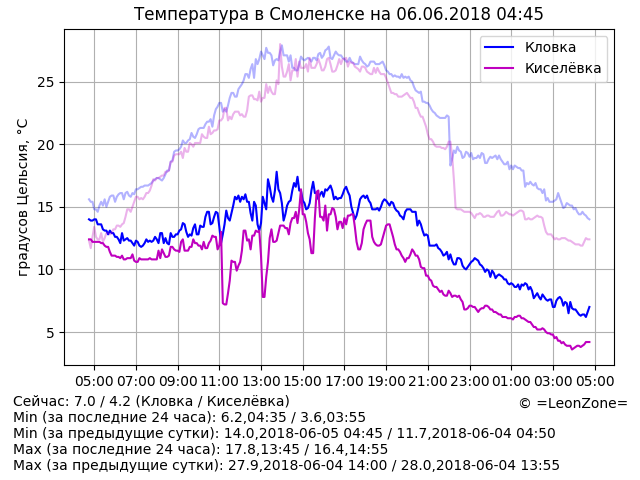 Температура в Смоленске на 06.06.2018 04:45
Кловка
Киселёвка
градусов Цельсия, °C
25
20
15
10
5
05:00 07:00 09:00 11:00 13:00 15:00 17:00 19:00 21:00 23:00 01:00 03:00 05:00
Сейчас: 7.0 / 4.2 (Кловка / Киселёвка)
© =LeonZone=
Min (за последние 24 часа): 6.2,04:35 / 3.6,03:55
Min (за предыдущие сутки): 14.0,2018-06-05 04:45 / 11.7,2018-06-04 04:50
Max (за последние 24 часа): 17.8,13:45 / 16.4,14:55
Max (за предыдущие сутки): 27.9,2018-06-04 14:00 / 28.0,2018-06-04 13:55